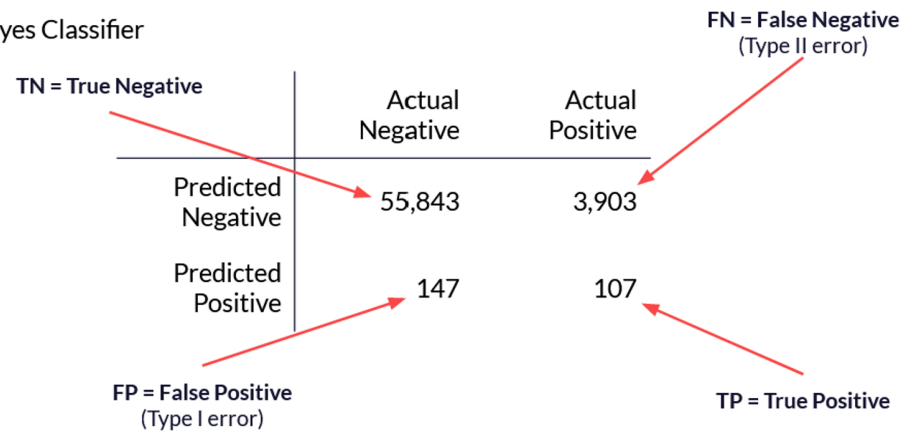 yes Classifier
FN = False Negative
(Type II error)
TN = True Negative
Actual Negative
Actual Positive
Predicted Negative
55,843
3,903
Predicted Positive
147
107
FP = False Positive
(Type I error)
TP = True Positive